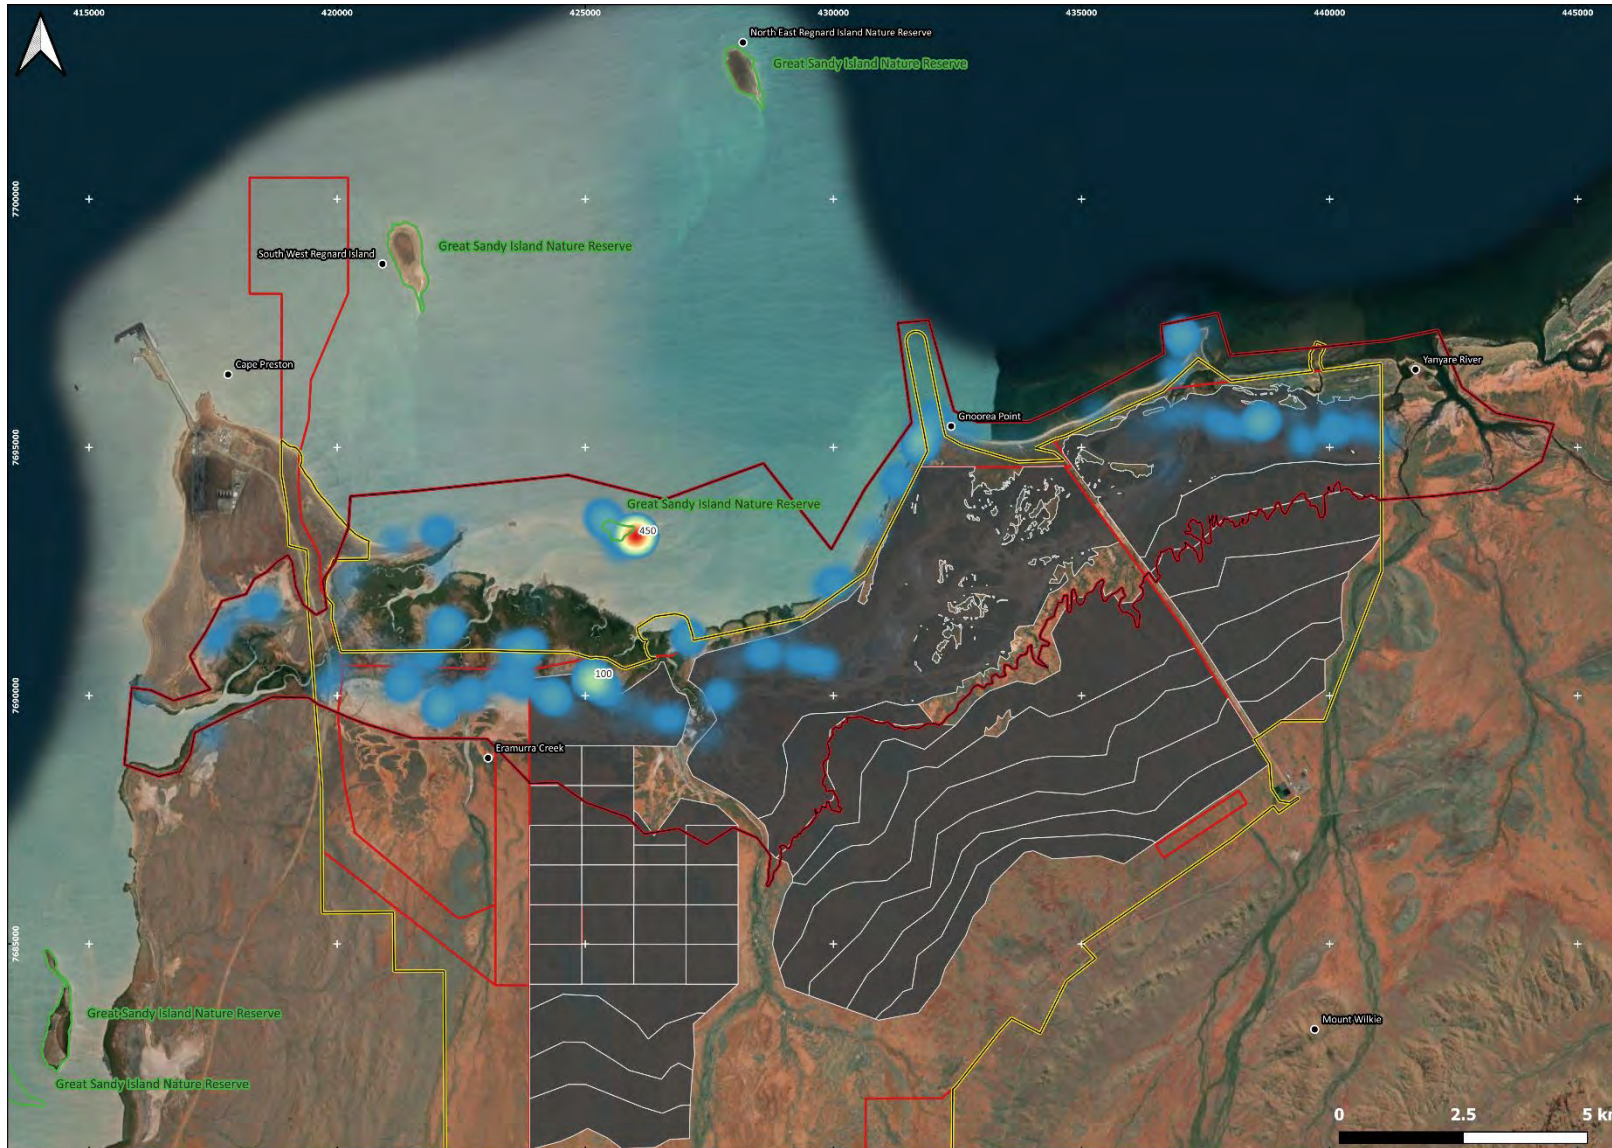 415000
420000
425000
430000
435000
440000
445000
North East Regnard Island Nature Reserve
Great Sandy Island Nature Reserve
7700000
South West Regnard Island
Great Sandy Island Nature Reserve
Cape Preston
Yanyare River
Gnoorea Point
7695000
Great Sandy Island Nature Reserve
450
100
7690000
Eramurra Creek
7685000
Great Sandy Island Nature Reserve
Mount Wilkie
Great Sandy Island Nature Reserve
0 2.5 5 km